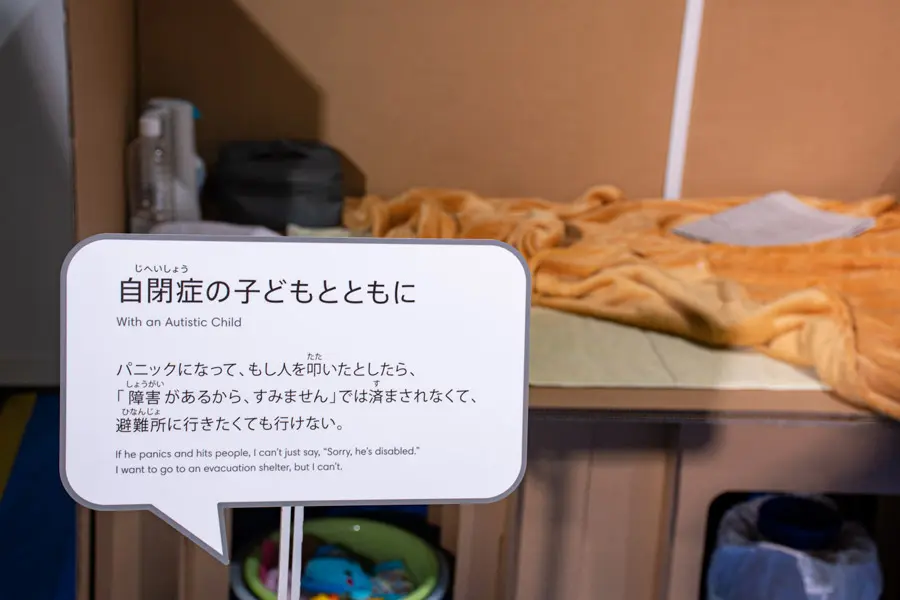 じへいしょう
自閉症の子どもとともに
With an Autistic Child
たた
パニックになって、もし人を叩いたとしたら、
しょうがい す
「障害があるから、すみません」では済まされなくて、
ひなんじょ
避難所に行きたくても行けない。
If he panics and hits people, I can't just say, "Sorry, he's disabled."
I want to go to an evacuation shelter, but I can't.